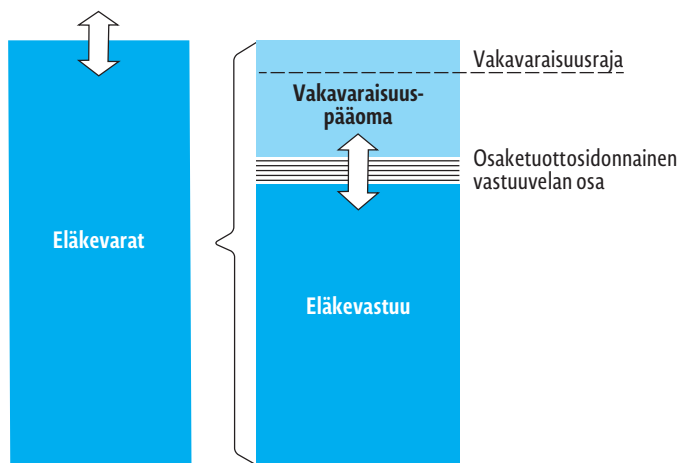 Vakavaraisuusraja
Vakavaraisuus-
pääoma
Osaketuottosidonnainen
vastuuvelan osa
Eläkevarat
Eläkevastuu